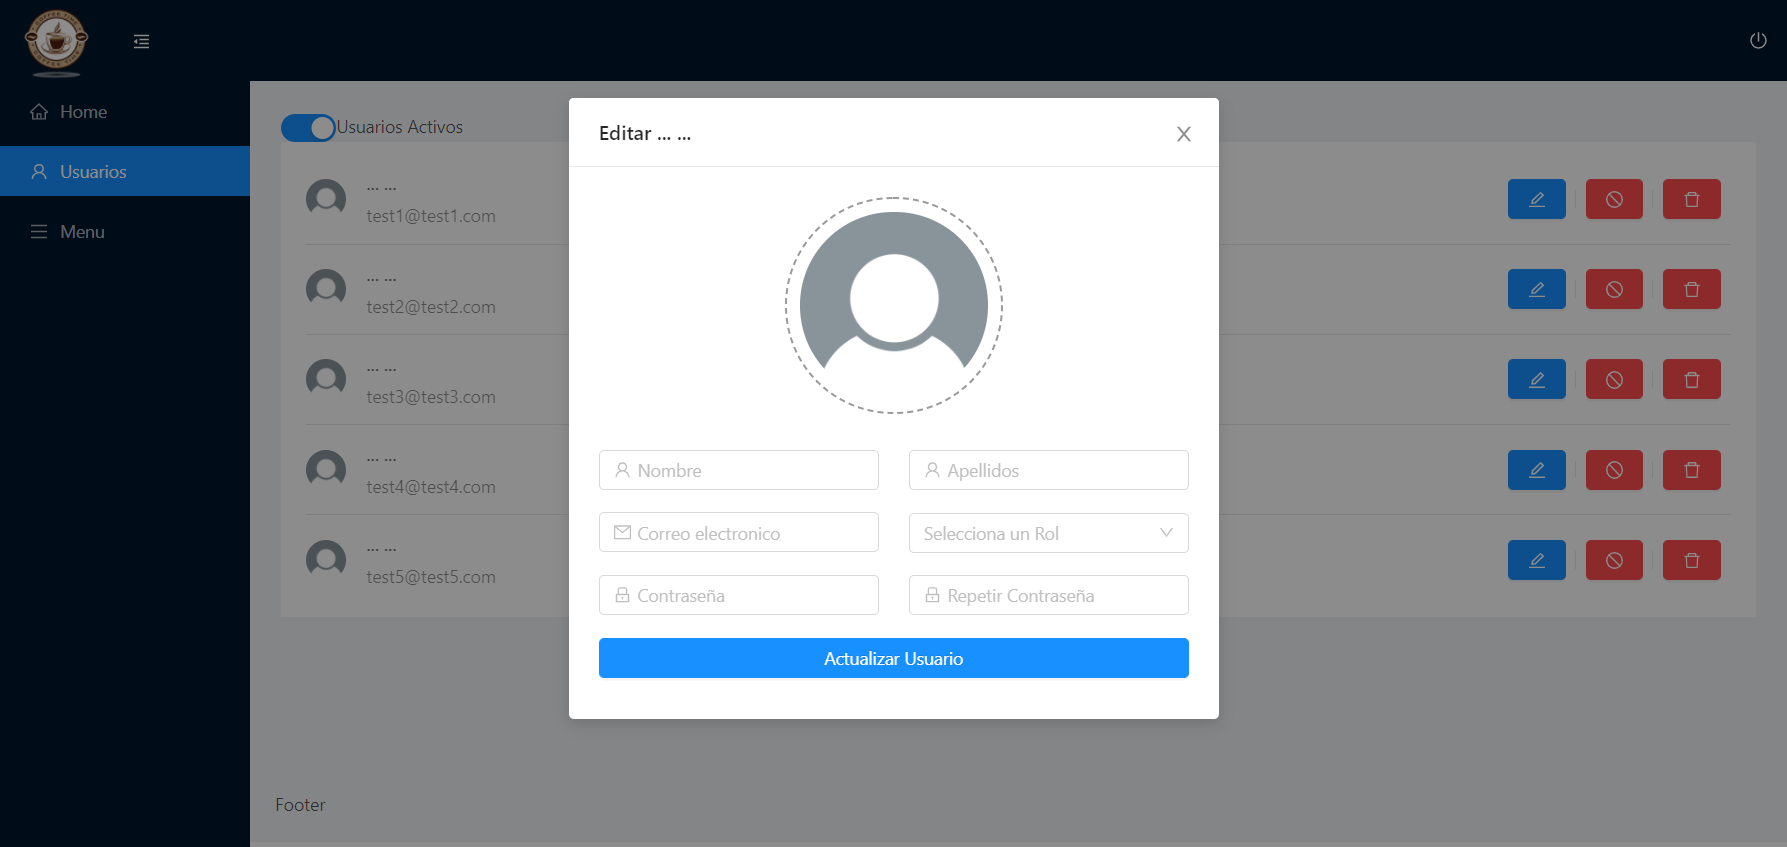 Home
Usuarios
Menu
Usuarios Activos
... ...
test1@test1.com
... ...
test2@test2.com
... ...
test3@test3.com
... ...
test4@test4.com
... ...
test5@test5.com
Editar ... ...
Nombre
Apellidos
Correo electronico
Selecciona un Rol
Contraseña
Repetir Contraseña
Actualizar Usuario
Footer